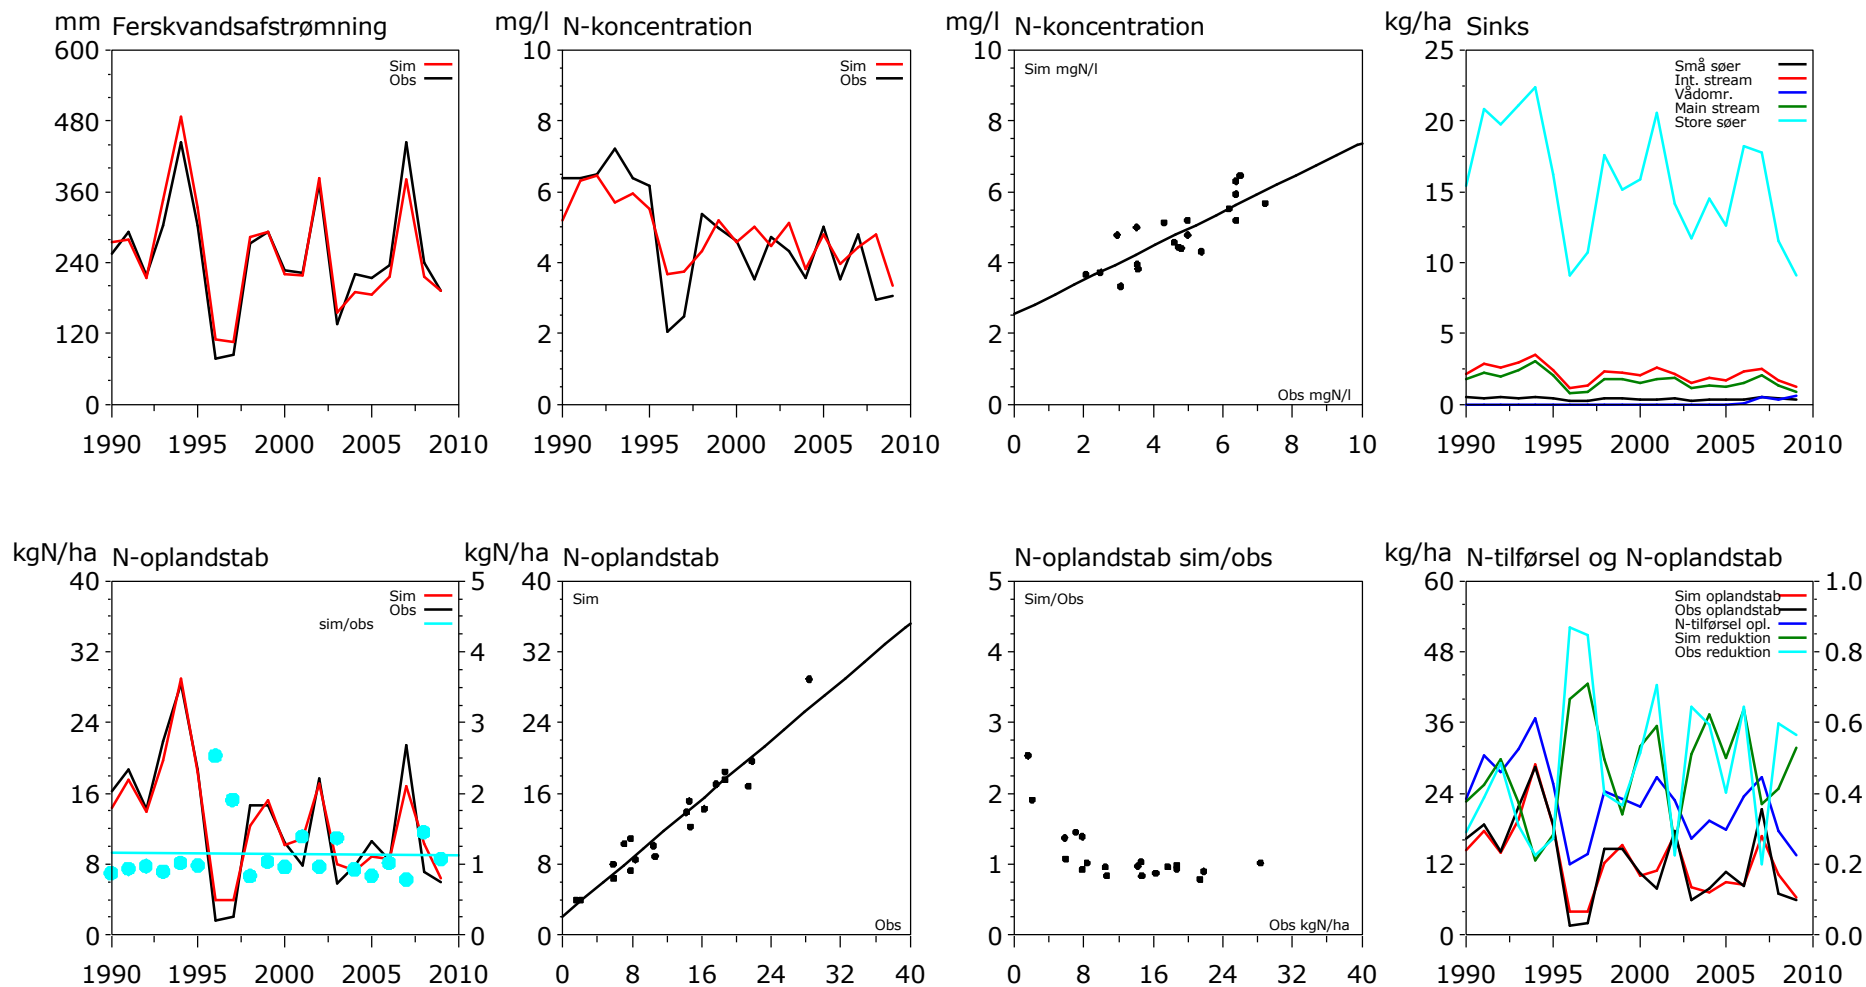 mm Ferskvandsafstrømning
600
480
360
240
120
0
Sim
Obs
1990 1995 2000 2005 2010
mg/l N-koncentration
10
8
6
4
2
0
Sim
Obs
1990 1995 2000 2005 2010
mg/l N-koncentration
10
8
6
4
2
0
Sim mgN/l
Obs mgN/l
0 2 4 6 8 10
kg/ha Sinks
25
20
15
10
5
0
Små søer
Int. stream
Vådomr.
Main stream
Store søer
1990 1995 2000 2005 2010
kgN/ha N-oplandstab
40
32
24
16
8
0
Sim
Obs
sim/obs
5
4
3
2
1
0
1990 1995 2000 2005 2010
kgN/ha N-oplandstab
40
32
24
16
8
0
Sim
Obs
0 8 16 24 32 40
N-oplandstab sim/obs
5
4
3
2
1
0
Sim/Obs
Obs kgN/ha
0 8 16 24 32 40
kg/ha N-tilførsel og N-oplandstab
60
48
36
24
12
0
Sim oplandstab
Obs oplandstab
N-tilførsel opl.
Sim reduktion
Obs reduktion
1.0
0.8
0.6
0.4
0.2
0.0
1990 1995 2000 2005 2010